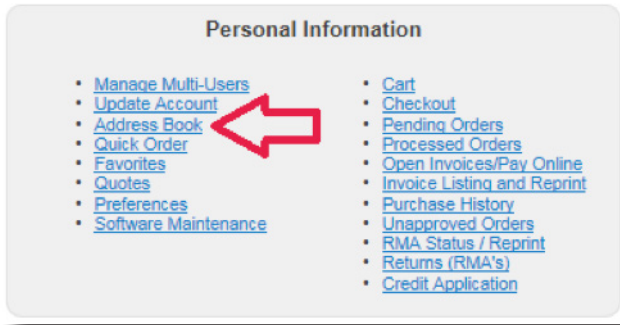 Personal Information
• Manage Multi-Users
• Update Account
• Address Book
• Quick Order
• Favorites
• Quotes
• Preferences
• Software Maintenance
• Cart
• Checkout
• Pending Orders
• Processed Orders
• Open Invoices/Pay Online
• Invoice Listing and Reprint
• Purchase History
• Unapproved Orders
• RMA Status / Reprint
• Returns (RMA's)
• Credit Application